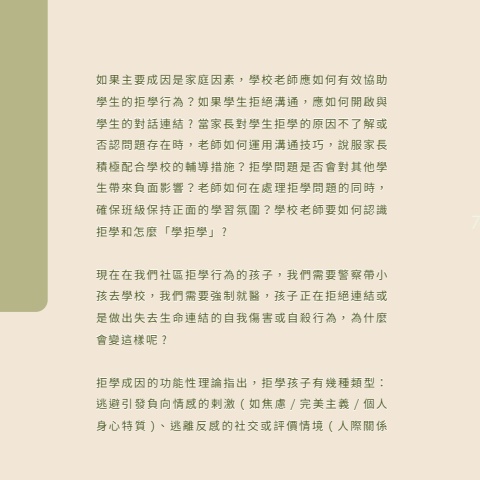 如果主要成因是家庭因素，學校老師應如何有效協助
學生的拒學行為？如果學生拒絕溝通，應如何開啟與
學生的對話連結？當家長對學生拒學的原因不了解或
否認問題存在時，老師如何運用溝通技巧，說服家長
積極配合學校的輔導措施？拒學問題是否會對其他學
生帶來負面影響？老師如何在處理拒學問題的同時，
確保班級保持正面的學習氛圍？學校老師要如何認識
拒學和怎麼「學拒學」?
現在在我們社區拒學行為的孩子，我們需要警察帶小
孩去學校，我們需要強制就醫，孩子正在拒絕連結或
是做出失去生命連結的自我傷害或自殺行為，為什麼
會變這樣呢 ?
拒學成因的功能性理論指出，拒學孩子有幾種類型：
逃避引發負向情感的刺激 ( 如焦慮 / 完美主義 / 個人
身心特質 )、逃離反感的社交或評價情境 ( 人際關係